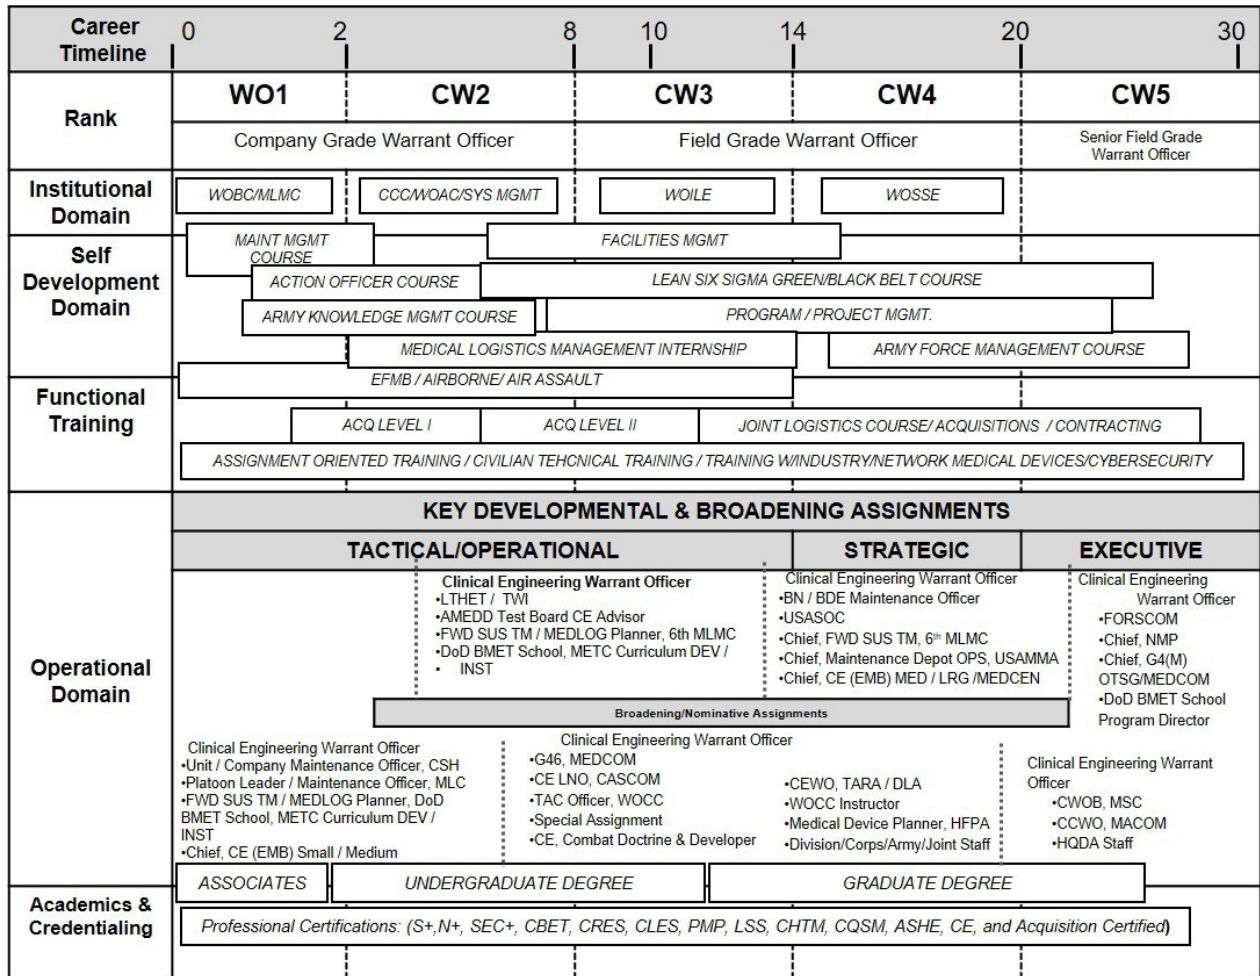 Career
Timeline
0 2 8 10 14 20 30
Rank
WO1 CW2 CW3 CW4 CW5
Company Grade Warrant Officer
Field Grade Warrant Officer
Senior Field Grade
Warrant Officer
Institutional
Domain
WOBC/MLMC
CCC/WOAC/SYS MGMT
WOILE
WOSSE
Self
Development
Domain
MAINT MGMT
COURSE
FACILITIES MGMT
ACTION OFFICER COURSE
LEAN SIX SIGMA GREEN/BLACK BELT COURSE
ARMY KNOWLEDGE MGMT COURSE
PROGRAM / PROJECT MGMT.
MEDICAL LOGISTICS MANAGEMENT INTERNSHIP
ARMY FORCE MANAGEMENT COURSE
Functional
Training
EFMB / AIRBORNE/ AIR ASSAULT
ACQ LEVEL I
ACQ LEVEL II
JOINT LOGISTICS COURSE/ ACQUISITIONS / CONTRACTING
ASSIGNMENT ORIENTED TRAINING / CIVILIAN TEHCNICAL TRAINING / TRAINING W/INDUSTRY/NETWORK MEDICAL DEVICES/CYBERSECURITY
Operational
Domain
KEY DEVELOPMENTAL & BROADENING ASSIGNMENTS
TACTICAL/OPERATIONAL
STRATEGIC
EXECUTIVE
Clinical Engineering Warrant Officer
•LTHET / TWI
•AMEDD Test Board CE Advisor
•FWD SUS TM / MEDLOG Planner, 6th MLMC
•DoD BMET School, METC Curriculum DEV /
• INST
Clinical Engineering Warrant Officer
•BN / BDE Maintenance Officer
•USASOC
•Chief, FWD SUS TM, 6th MLMC
•Chief, Maintenance Depot OPS, USAMMA
•Chief, CE (EMB) MED / LRG /MEDCEN
Clinical Engineering
Warrant Officer
•FORSCOM
•Chief, NMP
•Chief, G4(M)
OTSG/MEDCOM
•DoD BMET School
Program Director
Broadening/Nominative Assignments
Clinical Engineering Warrant Officer
•Unit / Company Maintenance Officer, CSH
•Platoon Leader / Maintenance Officer, MLC
•FWD SUS TM / MEDLOG Planner, DoD
BMET School, METC Curriculum DEV /
INST
•Chief, CE (EMB) Small / Medium
Clinical Engineering Warrant Officer
•G46, MEDCOM
•CE LNO, CASCOM
•TAC Officer, WOCC
•Special Assignment
•CE, Combat Doctrine & Developer
•CEWO, TARA / DLA
•WOCC Instructor
•Medical Device Planner, HFPA
•Division/Corps/Army/Joint Staff
Clinical Engineering Warrant
Officer
•CWOB, MSC
•CCWO, MACOM
•HQDA Staff
Academics &
Credentialing
ASSOCIATES
UNDERGRADUATE DEGREE
GRADUATE DEGREE
Professional Certifications: (S+,N+, SEC+, CBET, CRES, CLES, PMP, LSS, CHTM, CQSM, ASHE, CE, and Acquisition Certified)